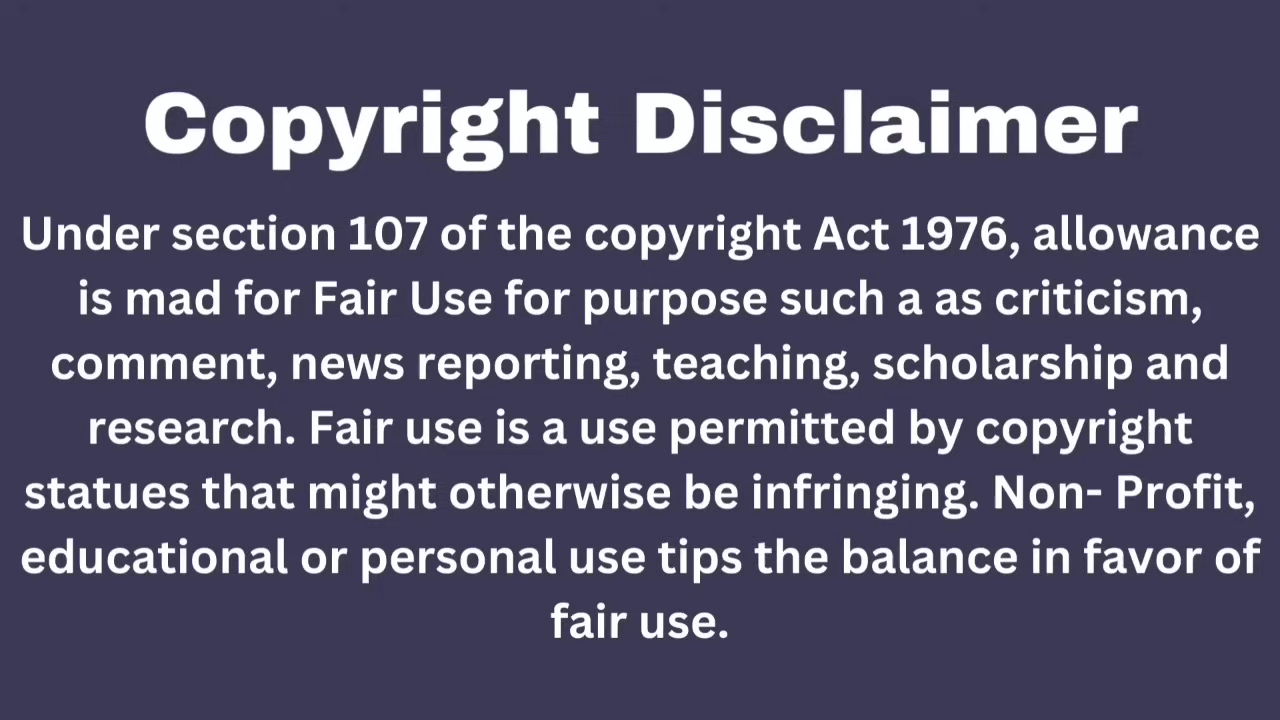 Copyright Disclaimer
Under section 107 of the copyright Act 1976, allowance
is mad for Fair Use for purpose such a as criticism,
comment, news reporting, teaching, scholarship and
research. Fair use is a use permitted by copyright
statues that might otherwise be infringing. Non- Profit,
educational or personal use tips the balance in favor of
fair use.